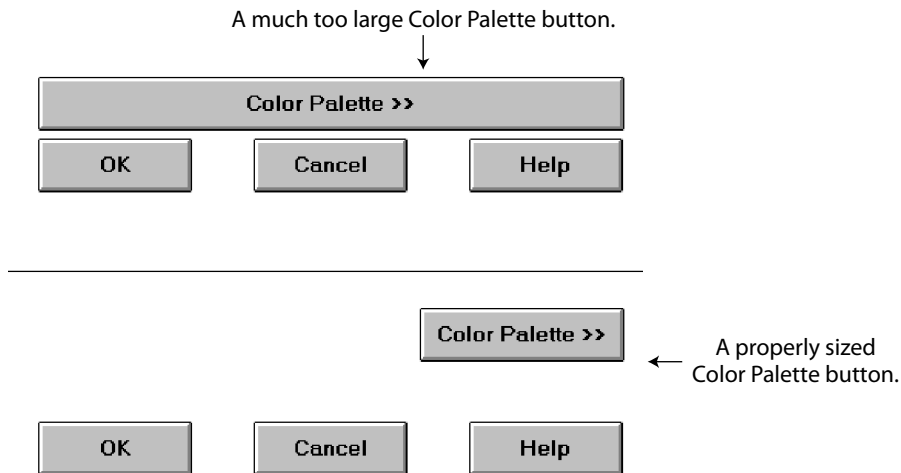 A much too large Color Palette button.
Color Palette >>
OK Cancel Help
Color Palette >>
A properly sized
Color Palette button.
OK Cancel Help